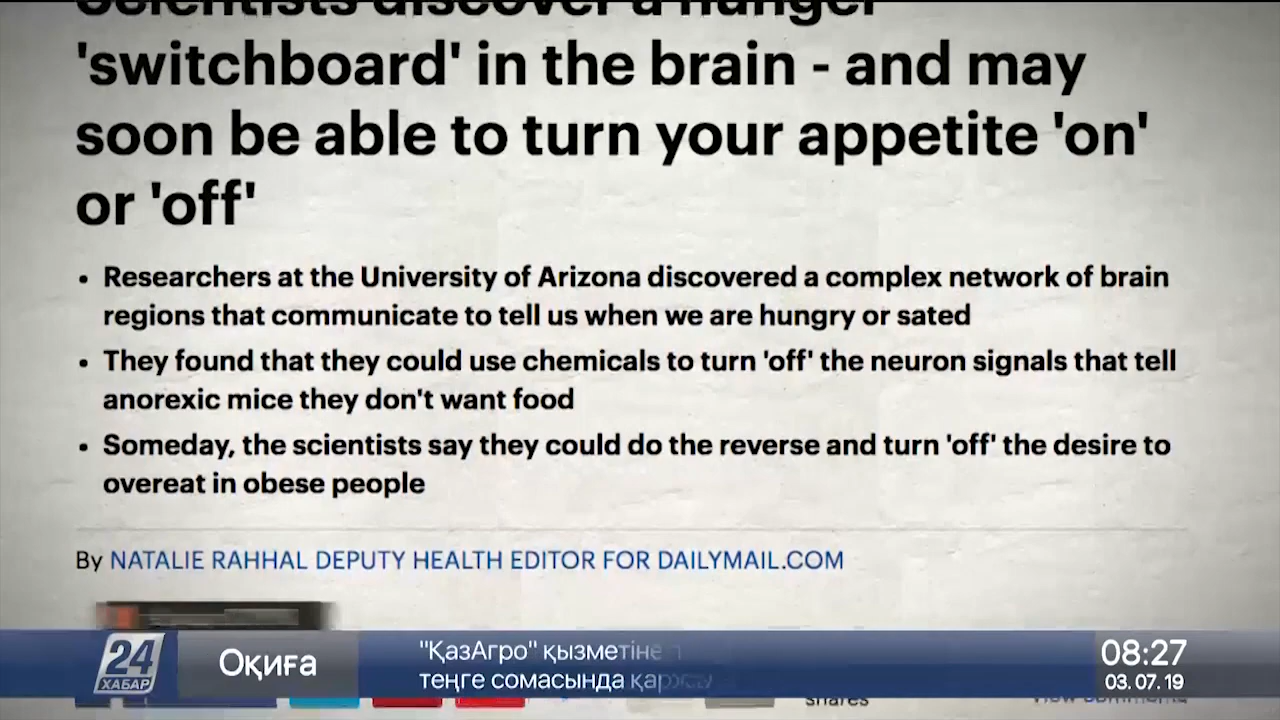 Scientists discover a hunger
'switchboard' in the brain - and may
soon be able to turn your appetite 'on'
or 'off'
• Researchers at the University of Arizona discovered a complex network of brain
regions that communicate to tell us when we are hungry or sated
• They found that they could use chemicals to turn 'off' the neuron signals that tell
anorexic mice they don't want food
• Someday, the scientists say they could do the reverse and turn 'off' the desire to
overeat in obese people
By NATALIE RAHHAL DEPUTY HEALTH EDITOR FOR DAILYMAIL.COM
24
ХАБАР
Оқиға
"ҚазАгро" қызметіне
теңге сомасында
08:27
03.07.19
shares
View comments